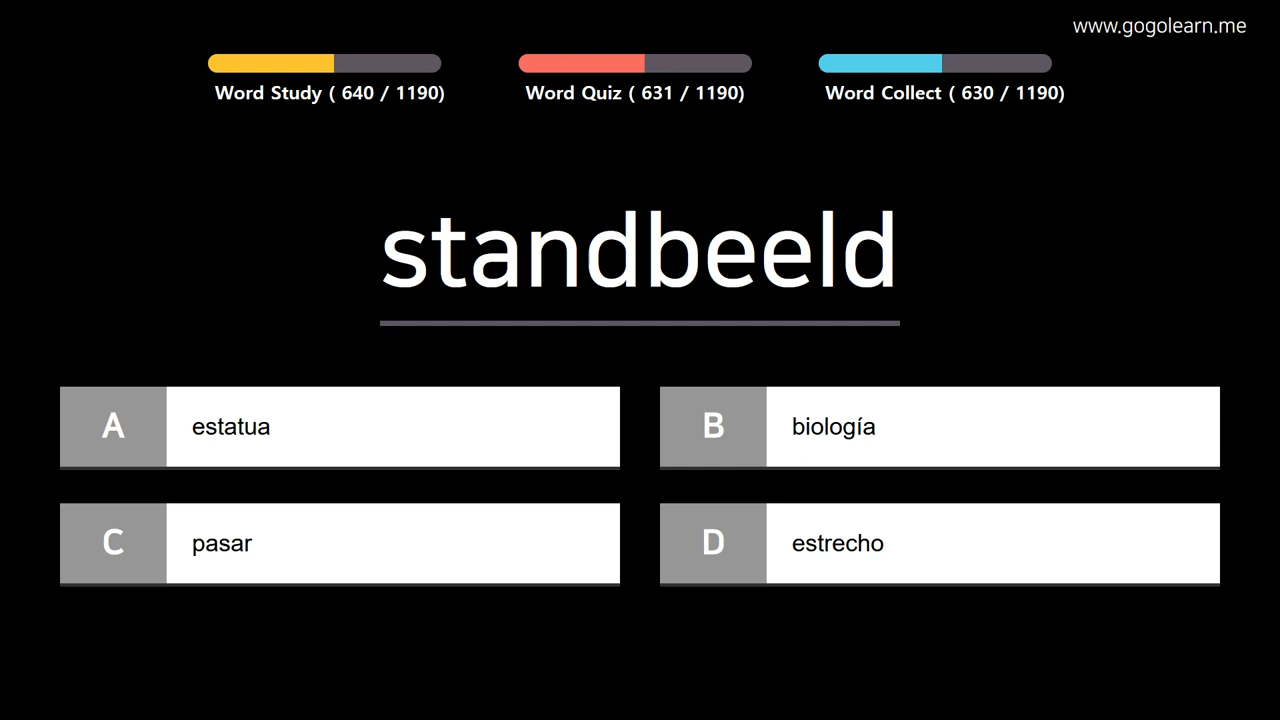 www.gogolearn.me
Word Study ( 640 / 1190)
Word Quiz ( 631 / 1190)
Word Collect ( 630 / 1190)
standbeeld
A estatua
B biología
C pasar
D estrecho